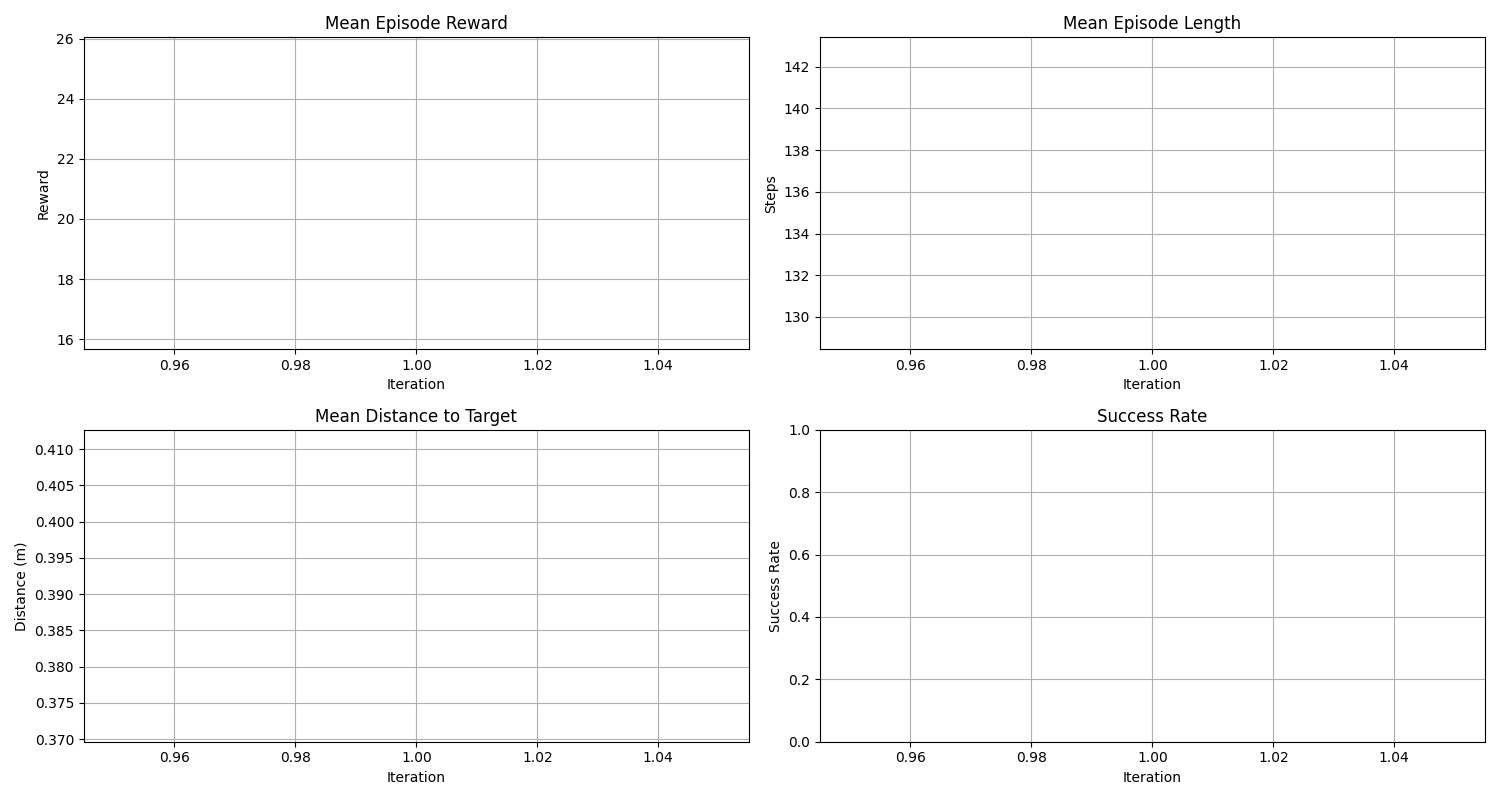 Mean Episode Reward
26
24
22
20
18
16
Reward
0.96 0.98 1.00 1.02 1.04
Iteration
Mean Episode Length
142
140
138
136
134
132
130
Steps
0.96 0.98 1.00 1.02 1.04
Iteration
Mean Distance to Target
0.410
0.405
0.400
0.395
0.390
0.385
0.380
0.375
0.370
Distance (m)
0.96 0.98 1.00 1.02 1.04
Iteration
Success Rate
1.0
0.8
0.6
0.4
0.2
0.0
Success Rate
0.96 0.98 1.00 1.02 1.04
Iteration